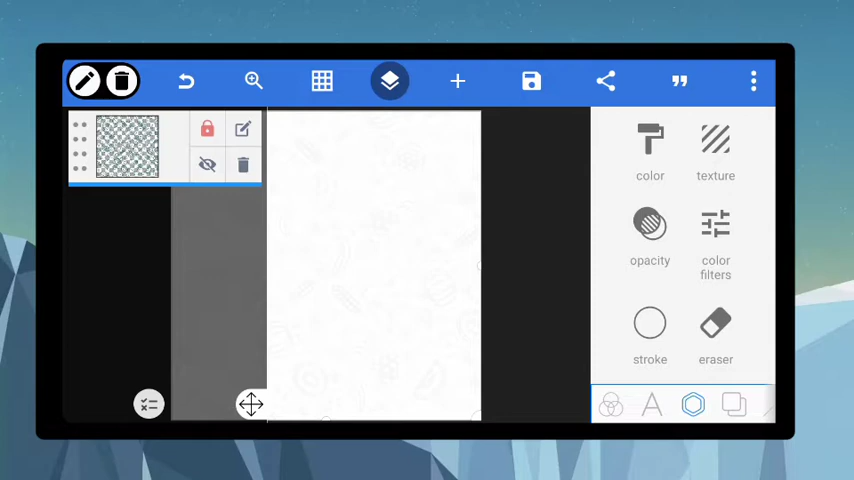 color
texture
opacity
color
filters
stroke
eraser